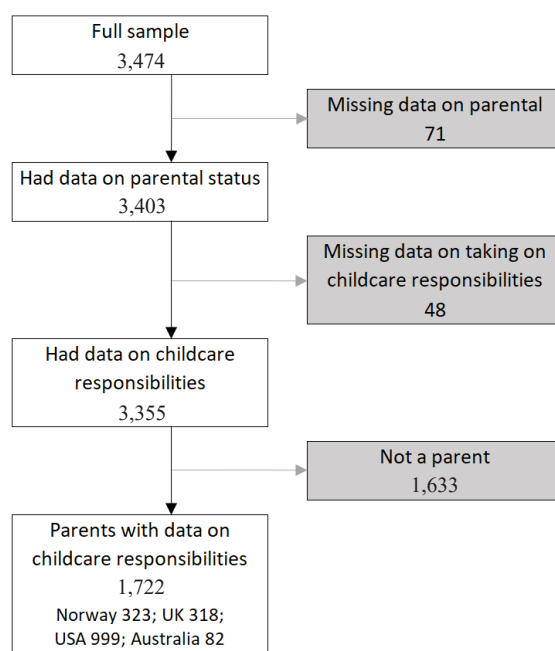 Full sample
3,474
Missing data on parental
71
Had data on parental status
3,403
Missing data on taking on
childcare responsibilities
48
Had data on childcare
responsibilities
3,355
Not a parent
1,633
Parents with data on
childcare responsibilities
1,722
Norway 323; UK 318;
USA 999; Australia 82